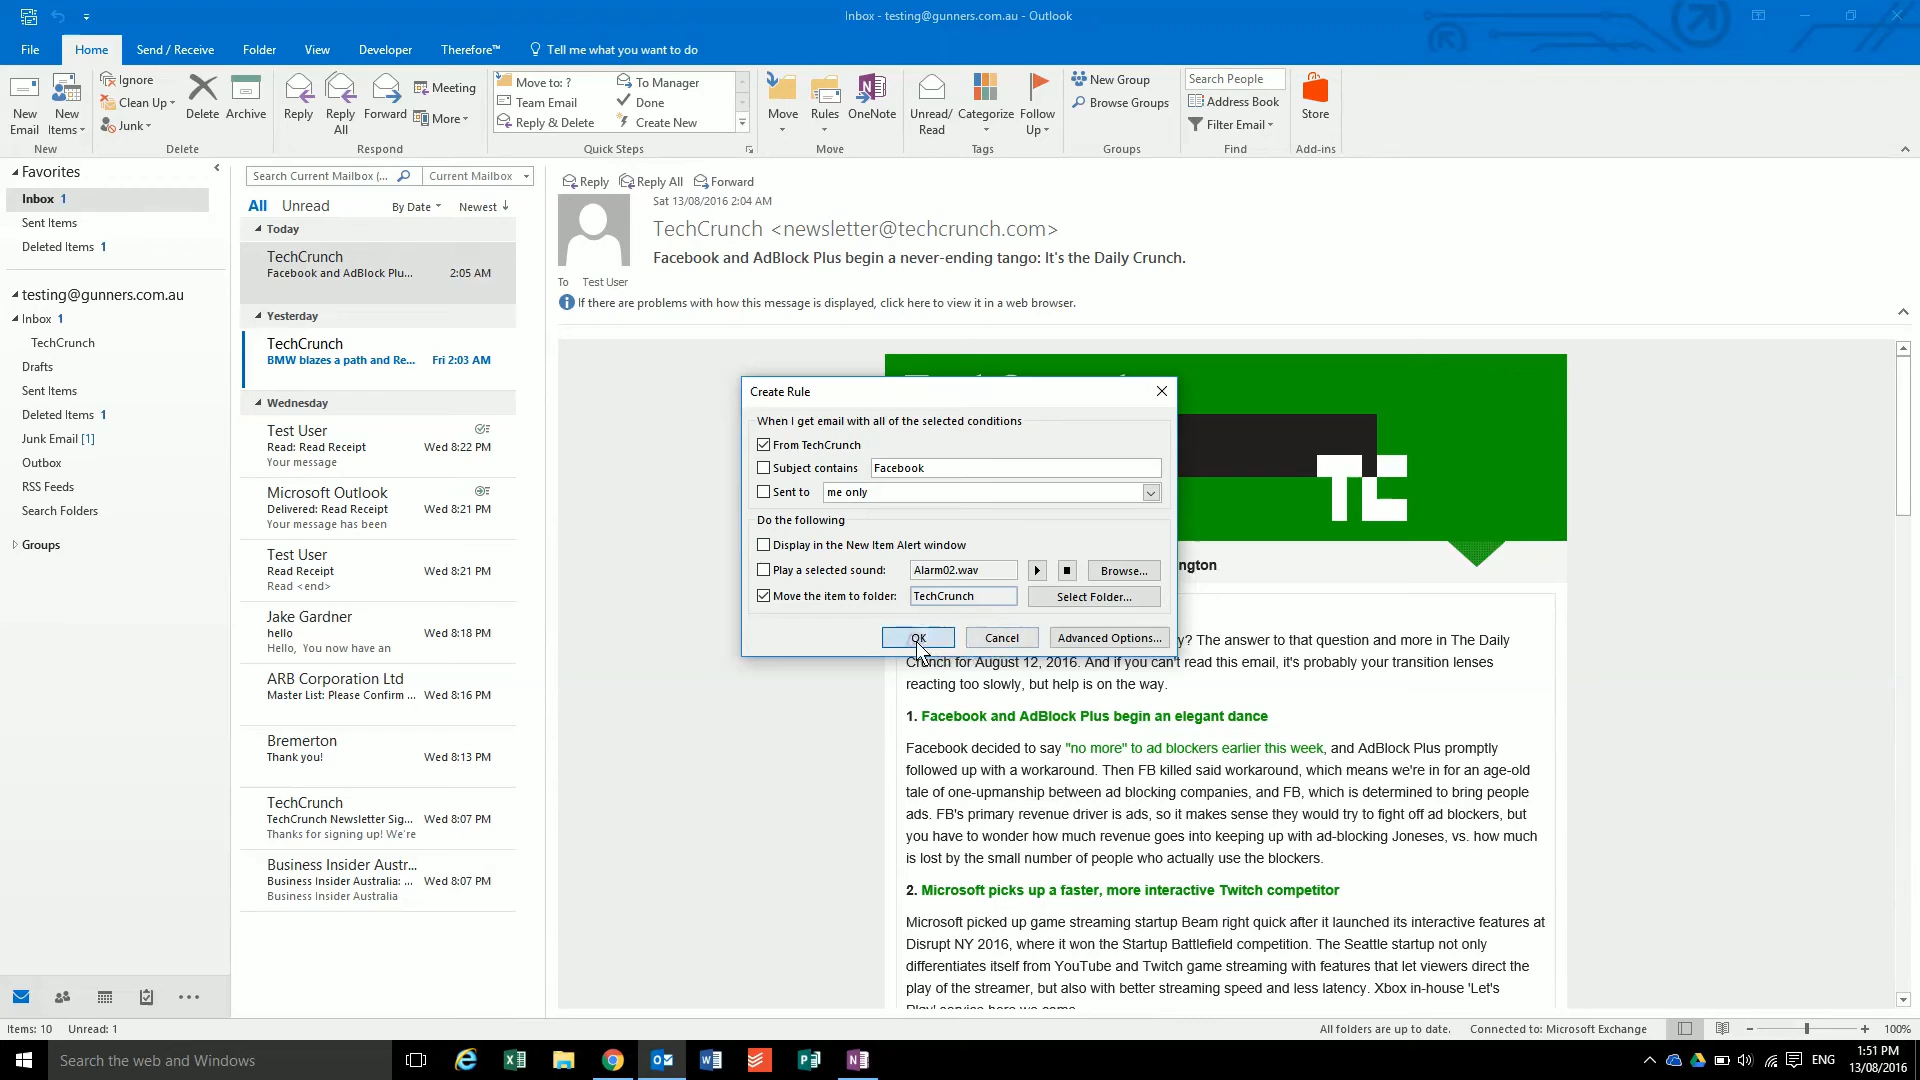 Inbox - testing@gunners.com.au - Outlook
File Home Send / Receive Folder View Developer Therefore™ Tell me what you want to do
New Email
New Items
New
Ignore
Clean Up
Junk
Delete
Archive
Delete
Reply
Reply All
Forward
Meeting
More
Respond
Move to: ?
Team Email
Reply & Delete
To Manager
Done
Create New
Quick Steps
Move
Rules
OneNote
Move
Unread/ Read
Categorize
Follow Up
Tags
New Group
Browse Groups
Groups
Search People
Address Book
Filter Email
Find
Store
Add-ins
Favorites
Inbox 1
Sent Items
Deleted Items 1
testing@gunners.com.au
Inbox 1
TechCrunch
Drafts
Sent Items
Deleted Items 1
Junk Email [1]
Outbox
RSS Feeds
Search Folders
Groups
Search Current Mailbox (... Current Mailbox
All Unread By Date Newest
Today
TechCrunch
Facebook and AdBlock Plu... 2:05 AM
Yesterday
TechCrunch
BMW blazes a path and Re... Fri 2:03 AM
Wednesday
Test User
Read: Read Receipt Wed 8:22 PM
Your message
Microsoft Outlook
Delivered: Read Receipt Wed 8:21 PM
Your message has been
Test User
Read Receipt Wed 8:21 PM
Read <end>
Jake Gardner
hello Wed 8:18 PM
Hello, You now have an
ARB Corporation Ltd
Master List: Please Confirm ... Wed 8:16 PM
Bremerton
Thank you! Wed 8:13 PM
TechCrunch
TechCrunch Newsletter Sig... Wed 8:07 PM
Thanks for signing up! We're
Business Insider Austr...
Business Insider Australia: ... Wed 8:07 PM
Business Insider Australia
Reply Reply All Forward
Sat 13/08/2016 2:04 AM
TechCrunch <newsletter@techcrunch.com>
Facebook and AdBlock Plus begin a never-ending tango: It's the Daily Crunch.
To Test User
If there are problems with how this message is displayed, click here to view it in a web browser.
TC
Create Rule
When I get email with all of the selected conditions
From TechCrunch
Subject contains Facebook
Sent to me only
Do the following
Display in the New Item Alert window
Play a selected sound: Alarm02.wav Browse...
Move the item to folder: TechCrunch Select Folder...
OK Cancel Advanced Options...
ngton
y? The answer to that question and more in The Daily
Crunch for August 12, 2016. And if you can't read this email, it's probably your transition lenses
reacting too slowly, but help is on the way.
1. Facebook and AdBlock Plus begin an elegant dance
Facebook decided to say "no more" to ad blockers earlier this week, and AdBlock Plus promptly
followed up with a workaround. Then FB killed said workaround, which means we're in for an age-old
tale of one-upmanship between ad blocking companies, and FB, which is determined to bring people
ads. FB's primary revenue driver is ads, so it makes sense they would try to fight off ad blockers, but
you have to wonder how much revenue goes into keeping up with ad-blocking Joneses, vs. how much
is lost by the small number of people who actually use the blockers.
2. Microsoft picks up a faster, more interactive Twitch competitor
Microsoft picked up game streaming startup Beam right quick after it launched its interactive features at
Disrupt NY 2016, where it won the Startup Battlefield competition. The Seattle startup not only
differentiates itself from YouTube and Twitch game streaming with features that let viewers direct the
play of the streamer, but also with better streaming speed and less latency. Xbox in-house 'Let's
Play' service here we come
Items: 10 Unread: 1
All folders are up to date. Connected to: Microsoft Exchange 100%
Search the web and Windows
ENG
1:51 PM
13/08/2016